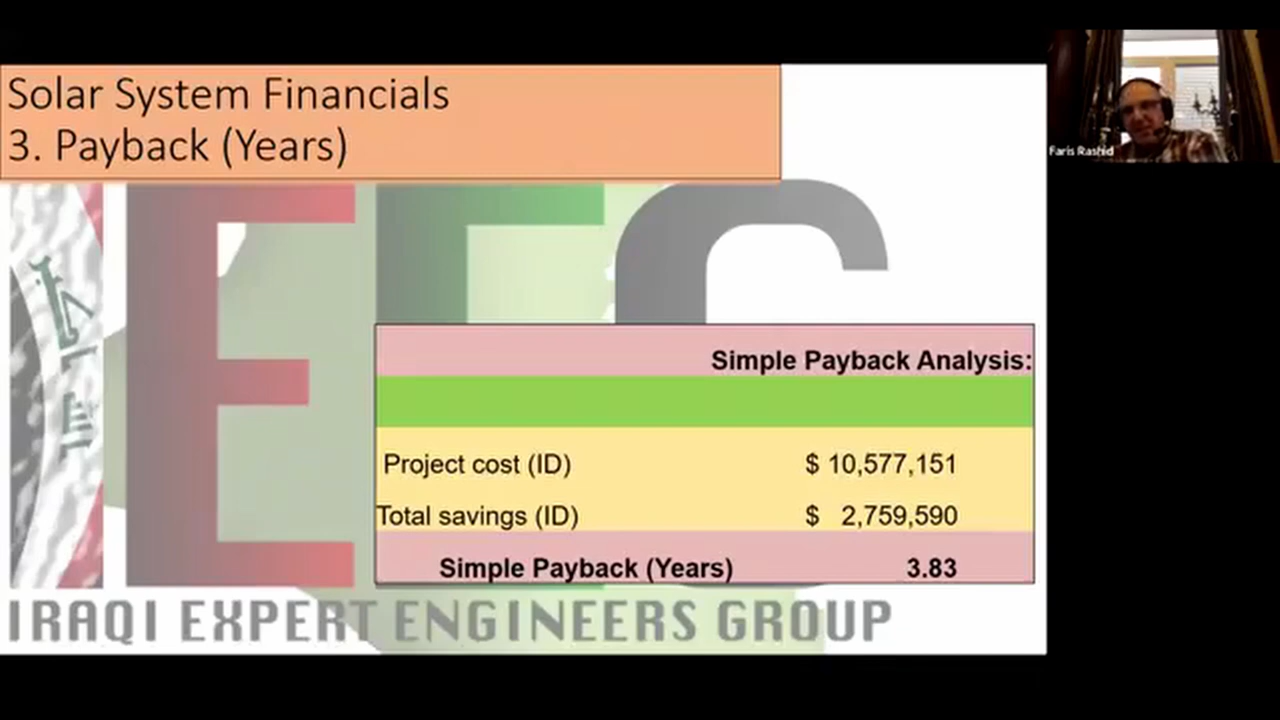 Solar System Financials
3. Payback (Years)
Faris Rashid
Simple Payback Analysis:
Project cost (ID) $ 10,577,151
Total savings (ID) $ 2,759,590
Simple Payback (Years) 3.83
IRAQI EXPERT ENGINEERS GROUP